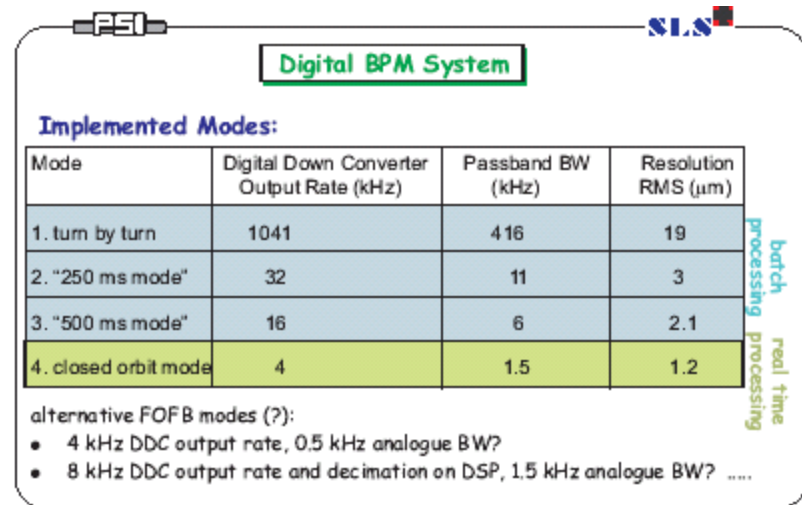 PSI
SLS
Digital BPM System
Implemented Modes:
Mode Digital Down Converter Output Rate (kHz) Passband BW (kHz) Resolution RMS (µm)
1. turn by turn 1041 416 19
2. "250 ms mode" 32 11 3
3. "500 ms mode" 16 6 2.1
4. closed orbit mode 4 1.5 1.2
batch processing
real time processing
alternative FOFB modes (?):
• 4 kHz DDC output rate, 0.5 kHz analogue BW?
• 8 kHz DDC output rate and decimation on DSP, 1.5 kHz analogue BW? .....